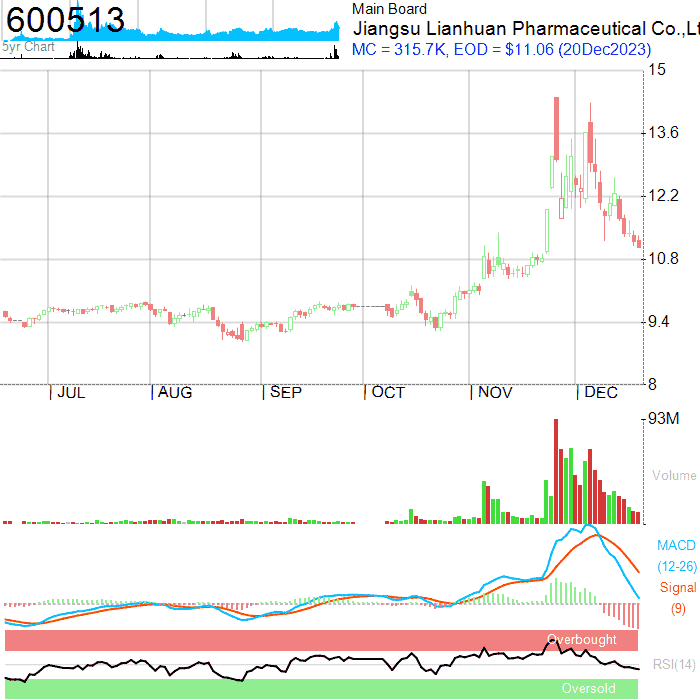 600513
5yr Chart
Main Board
Jiangsu Lianhuan Pharmaceutical Co.,Lt
MC = 315.7K, EOD = $11.06 (20Dec2023)
15
13.6
12.2
10.8
9.4
8
JUL AUG SEP OCT NOV DEC
93M
Volume
MACD
(12-26)
Signal
(9)
Overbought
RSI(14)
Oversold